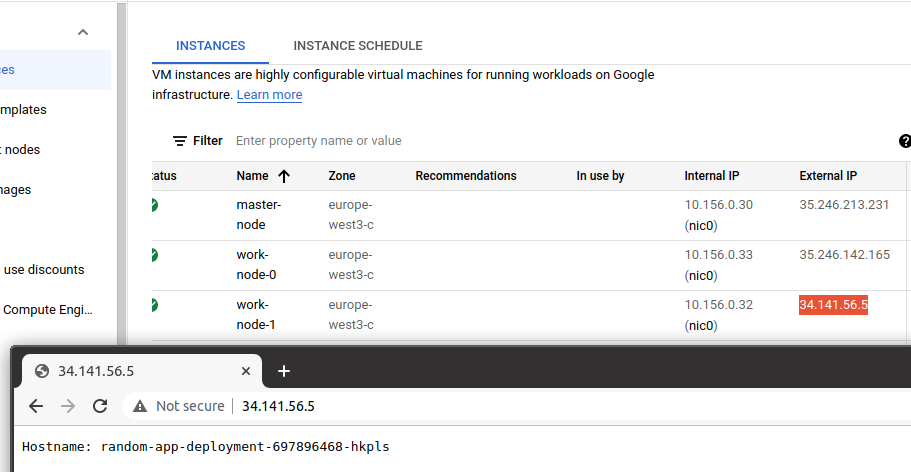 INSTANCES INSTANCE SCHEDULE
VM instances are highly configurable virtual machines for running workloads on Google
infrastructure. Learn more
ces
mplates
t nodes
nages
use discounts
Compute Engi...
Filter Enter property name or value
tatus Name Zone Recommendations In use by Internal IP External IP
master-node europe-west3-c 10.156.0.30 (nic0) 35.246.213.231
work-node-0 europe-west3-c 10.156.0.33 (nic0) 35.246.142.165
work-node-1 europe-west3-c 10.156.0.32 (nic0) 34.141.56.5
34.141.56.5
Not secure 34.141.56.5
Hostname: random-app-deployment-697896468-hkpls